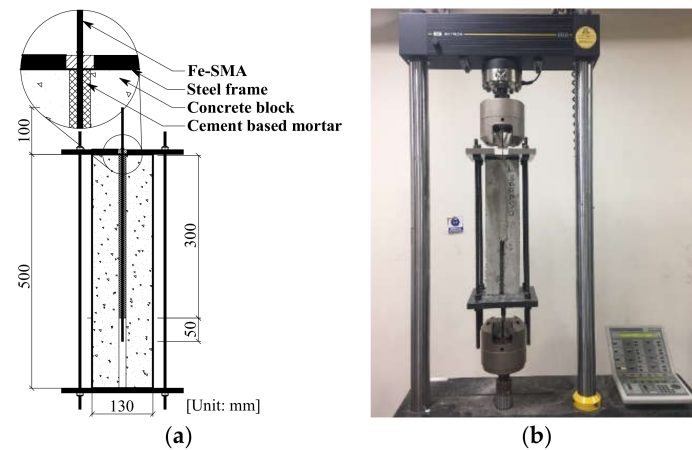 Fe-SMA
Steel frame
Concrete block
Cement based mortar
100
500
300
50
130
[Unit: mm]
(a)
(b)